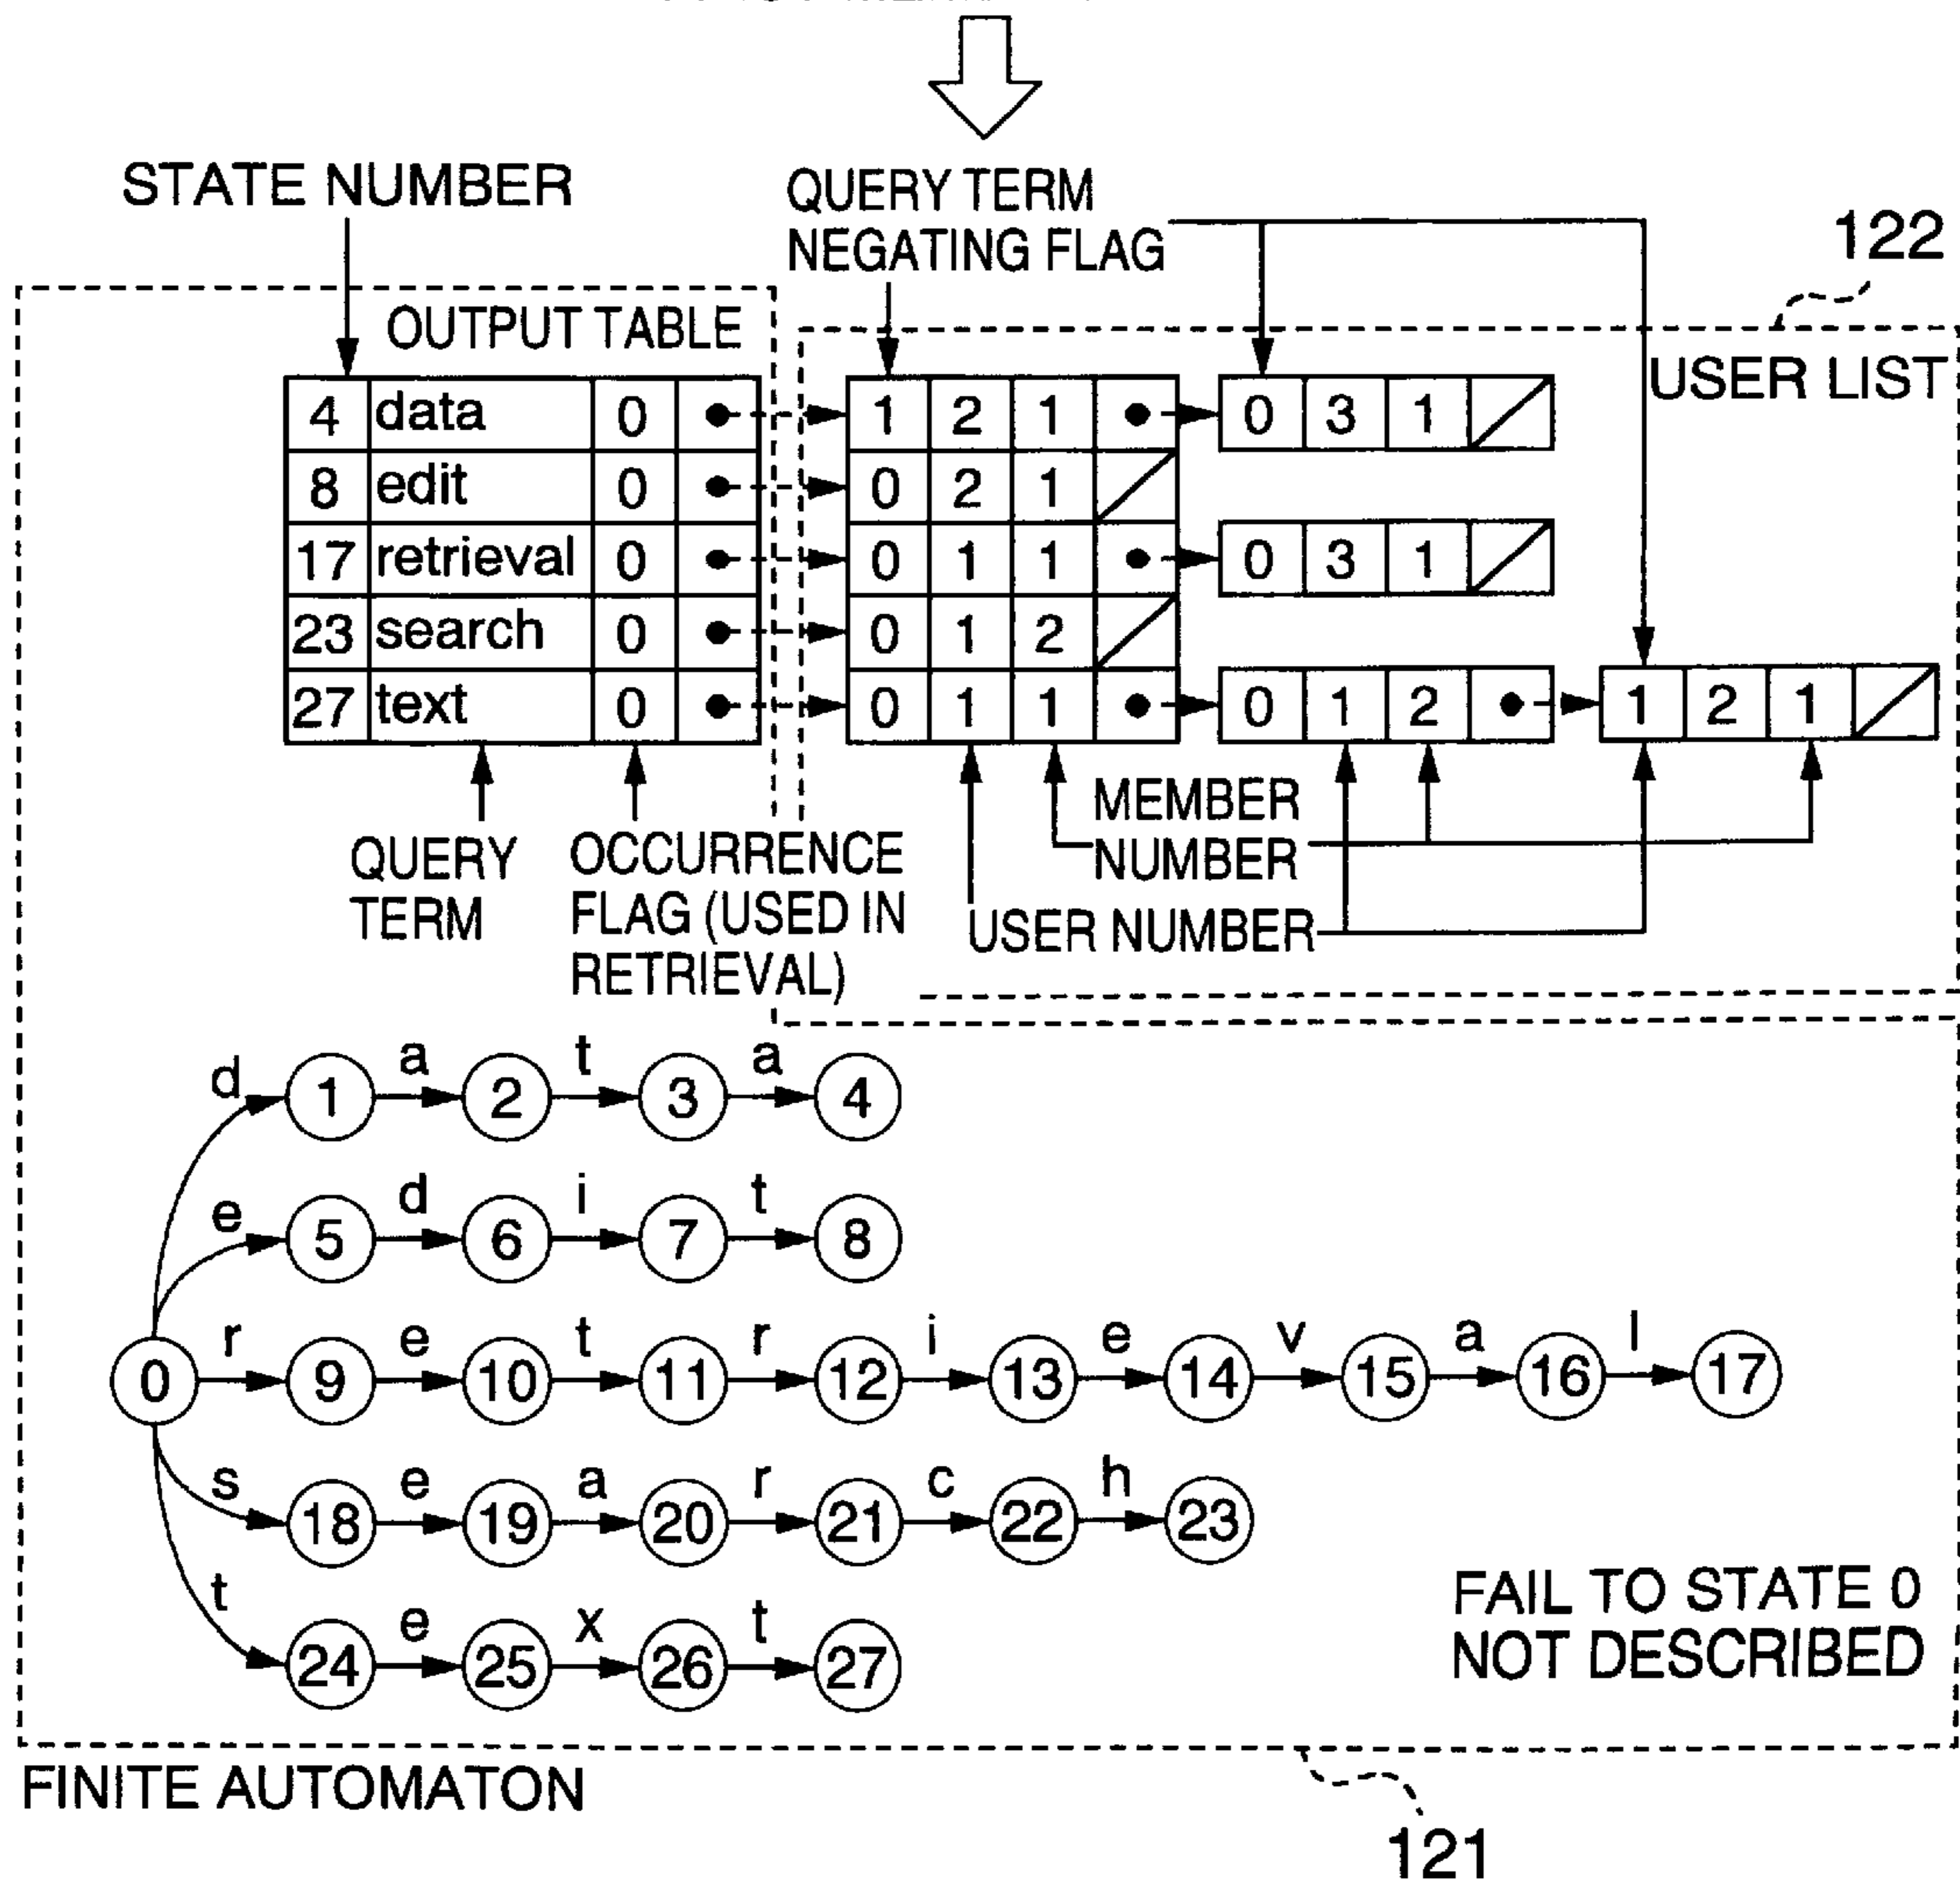 STATE NUMBER
QUERY TERM
NEGATING FLAG
122
OUTPUT TABLE
USER LIST
4 data 0 1 2 1 0 3 1
8 edit 0 0 2 1
17 retrieval 0 0 1 1 0 3 1
23 search 0 0 1 2
27 text 0 0 1 1 0 1 2 1 2 1
MEMBER
NUMBER
QUERY
TERM
OCCURRENCE
FLAG (USED IN
RETRIEVAL)
USER NUMBER
d a t a
1 2 3 4
e d i t
5 6 7 8
r e t r i e v a l
0 9 10 11 12 13 14 15 16 17
s e a r c h
18 19 20 21 22 23
t e x t
24 25 26 27
FAIL TO STATE 0
NOT DESCRIBED
FINITE AUTOMATON
121